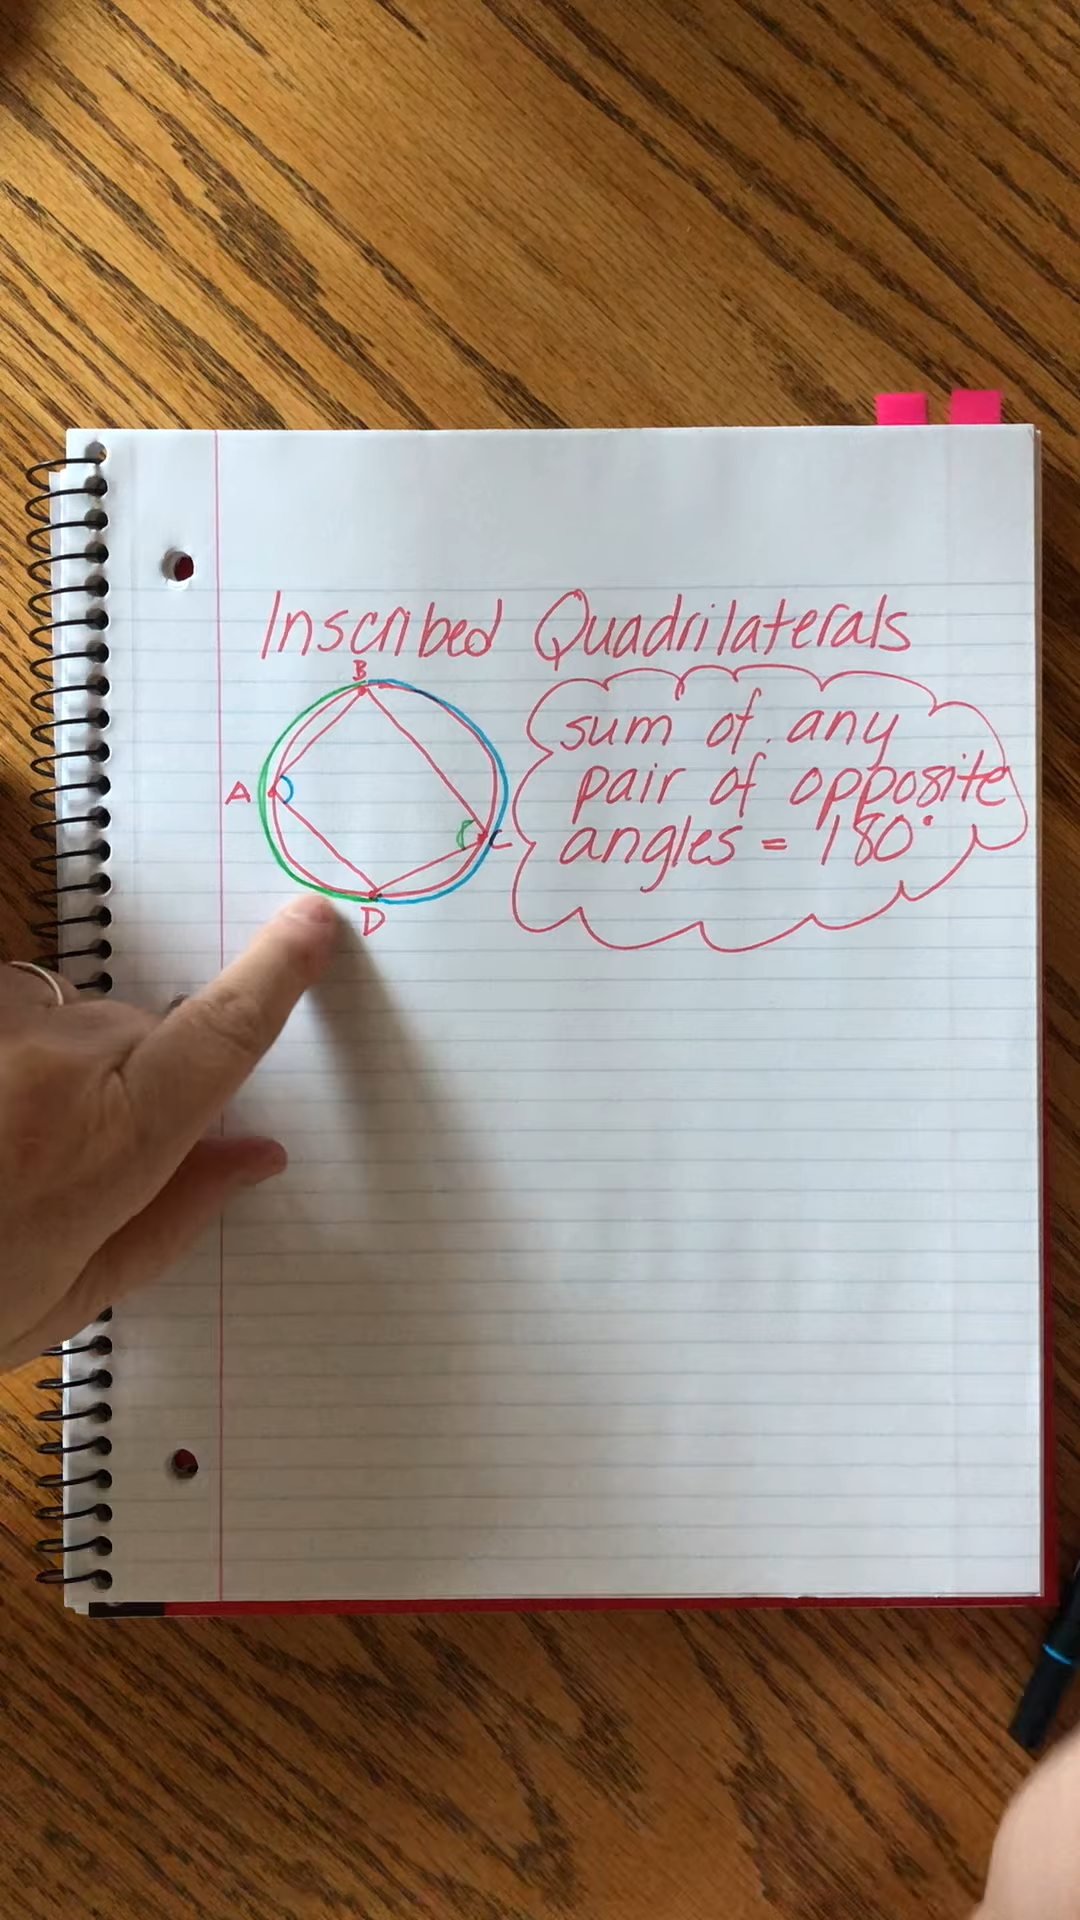 Inscribed Quadrilaterals
B
sum of any
A
pair of opposite
C
angles = 180°
D